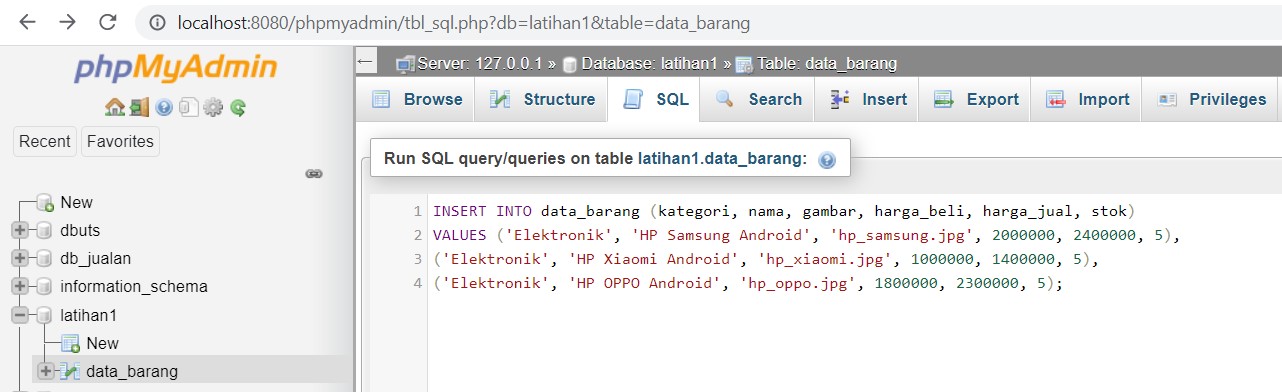 localhost:8080/phpmyadmin/tbl_sql.php?db=latihan1&table=data_barang
phpMyAdmin
Recent Favorites
New
dbuts
db_jualan
information_schema
latihan1
New
data_barang
Server: 127.0.0.1 » Database: latihan1 » Table: data_barang
Browse Structure SQL Search Insert Export Import Privileges
Run SQL query/queries on table latihan1.data_barang:
1 INSERT INTO data_barang (kategori, nama, gambar, harga_beli, harga_jual, stok)
2 VALUES ('Elektronik', 'HP Samsung Android', 'hp_samsung.jpg', 2000000, 2400000, 5),
3 ('Elektronik', 'HP Xiaomi Android', 'hp_xiaomi.jpg', 1000000, 1400000, 5),
4 ('Elektronik', 'HP OPPO Android', 'hp_oppo.jpg', 1800000, 2300000, 5);